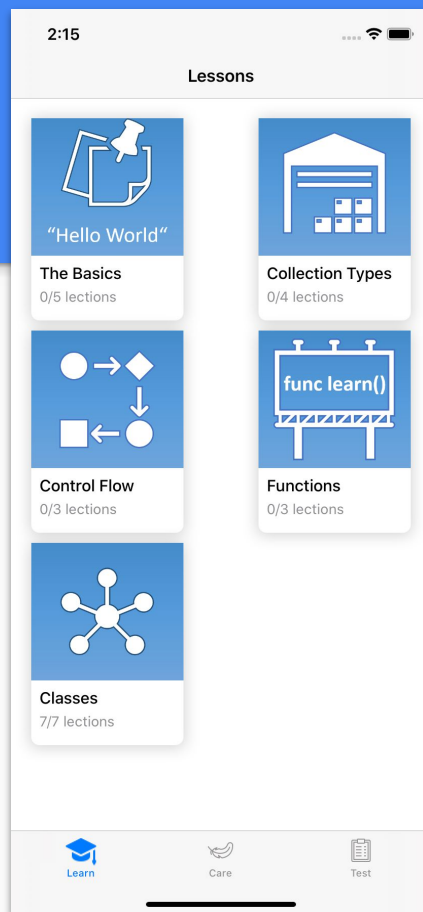 2:15
Lessons
“Hello World“
The Basics
0/5 lections
Collection Types
0/4 lections
Control Flow
0/3 lections
func learn()
Functions
0/3 lections
Classes
7/7 lections
Learn
Care
Test